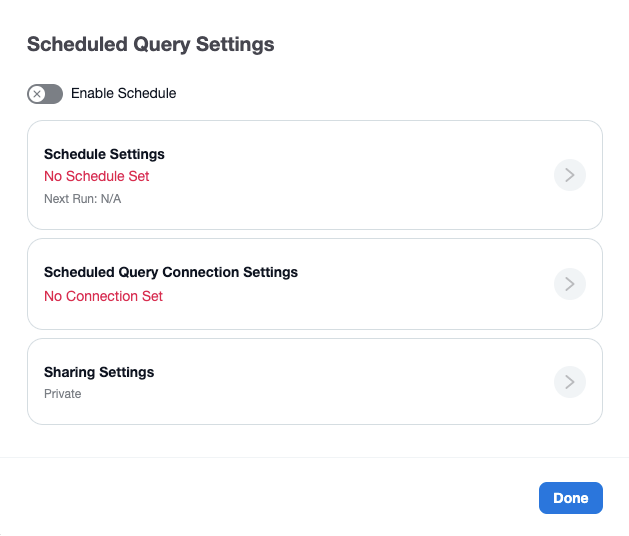 Scheduled Query Settings
Enable Schedule
Schedule Settings
No Schedule Set
Next Run: N/A
Scheduled Query Connection Settings
No Connection Set
Sharing Settings
Private
Done